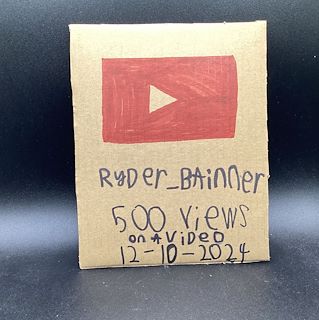 RyDer_BAinner
500 views
on A ViDEO
12-10-2024